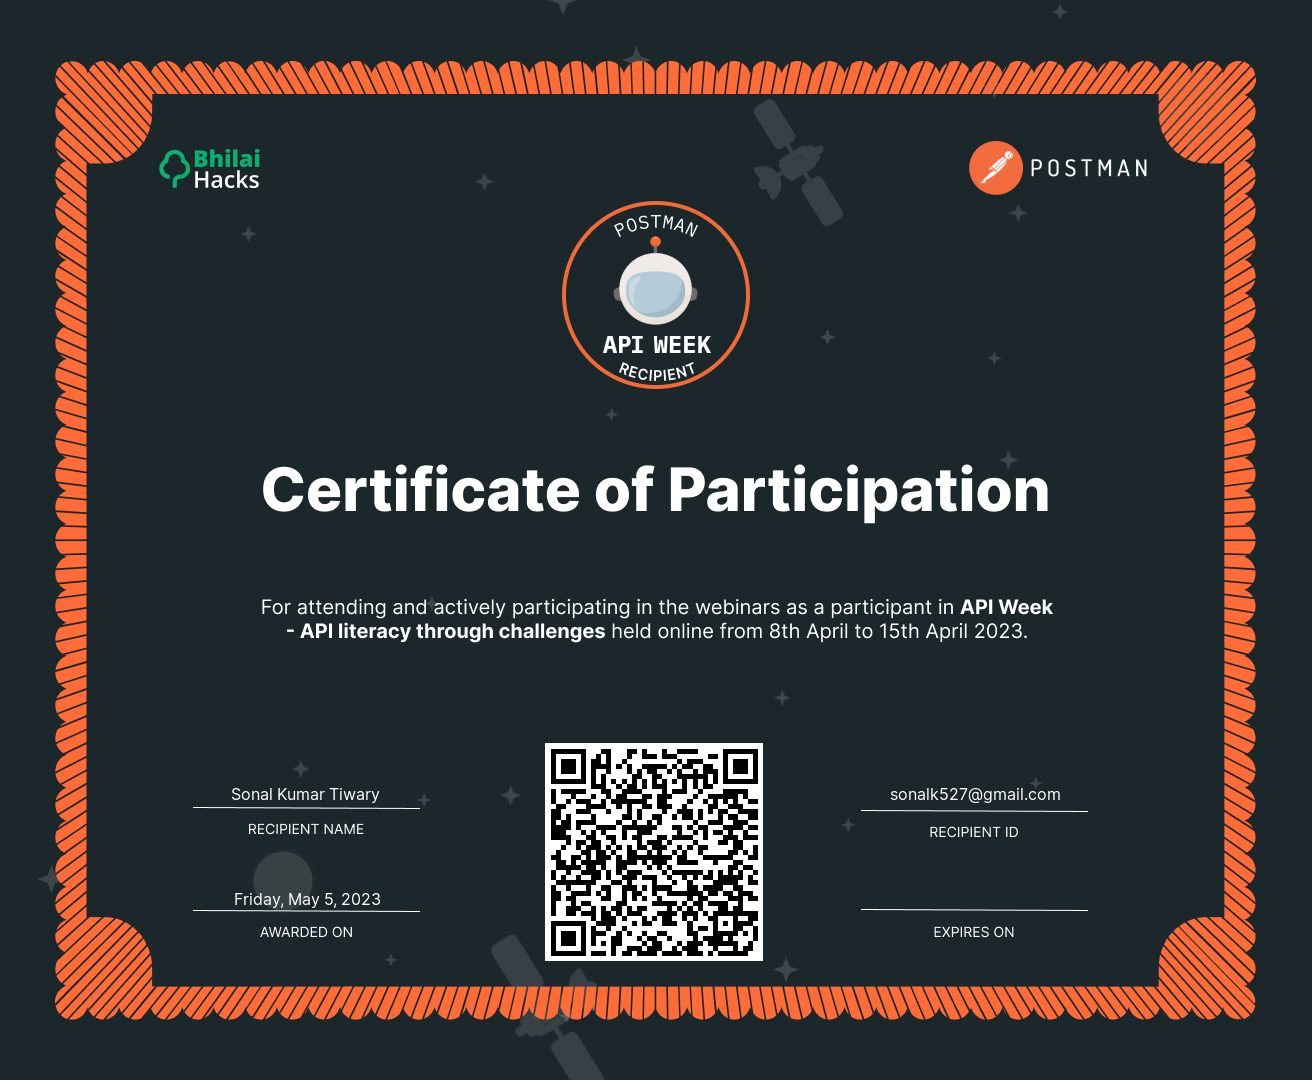 Bhilai
Hacks
POSTMAN
POSTMAN
API WEEK
RECIPIENT
Certificate of Participation
For attending and actively participating in the webinars as a participant in API Week
- API literacy through challenges held online from 8th April to 15th April 2023.
Sonal Kumar Tiwary
RECIPIENT NAME
sonalk527@gmail.com
RECIPIENT ID
Friday, May 5, 2023
AWARDED ON
EXPIRES ON